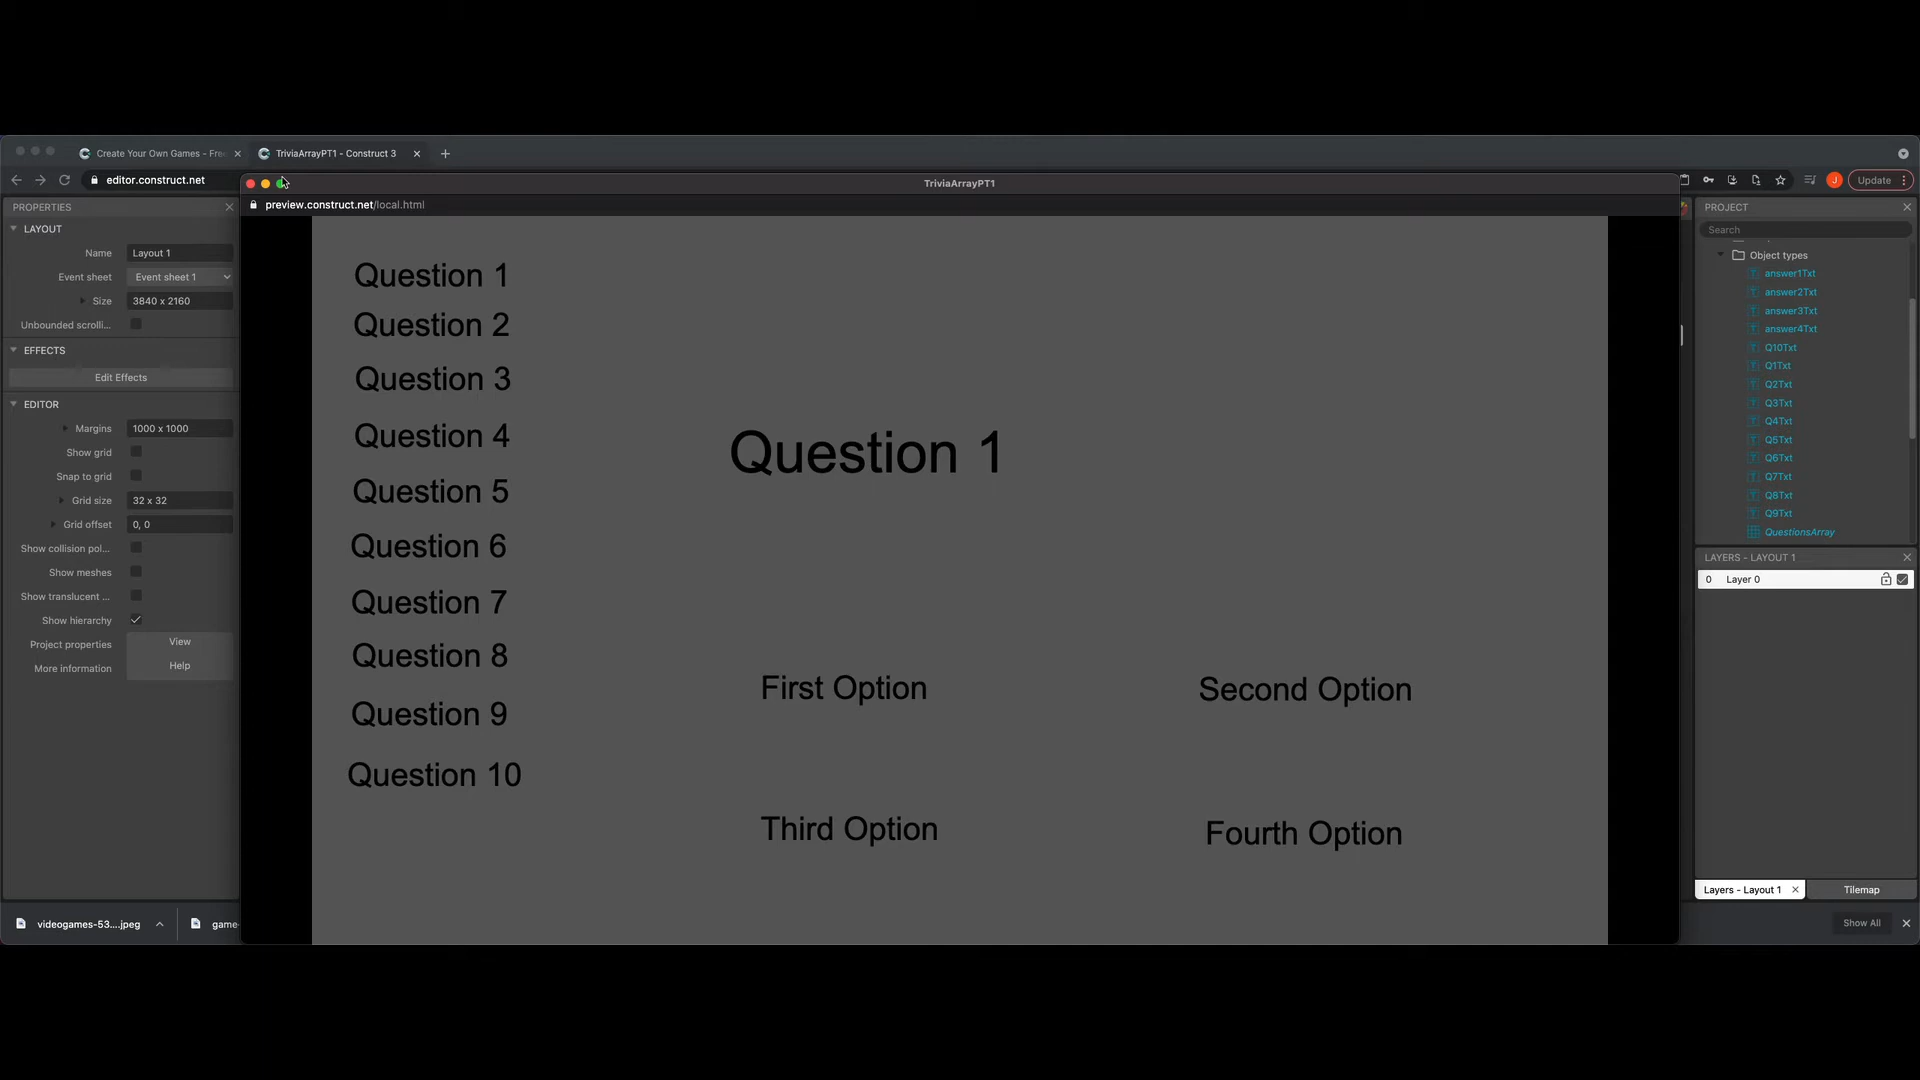 Create Your Own Games - Free
TriviaArrayPT1 - Construct 3
editor.construct.net
Update
TriviaArrayPT1
preview.construct.net/local.html
PROPERTIES
LAYOUT
Name
Layout 1
Event sheet
Event sheet 1
Size
3840 x 2160
Unbounded scrolli...
EFFECTS
Edit Effects
EDITOR
Margins
1000 x 1000
Show grid
Snap to grid
Grid size
32 x 32
Grid offset
0, 0
Show collision pol...
Show meshes
Show translucent ...
Show hierarchy
Project properties
View
More information
Help
Question 1
Question 2
Question 3
Question 4
Question 5
Question 6
Question 7
Question 8
Question 9
Question 10
Question 1
First Option
Second Option
Third Option
Fourth Option
PROJECT
Search
Object types
answer1Txt
answer2Txt
answer3Txt
answer4Txt
Q10Txt
Q1Txt
Q2Txt
Q3Txt
Q4Txt
Q5Txt
Q6Txt
Q7Txt
Q8Txt
Q9Txt
QuestionsArray
LAYERS - LAYOUT 1
0 Layer 0
Layers - Layout 1
Tilemap
videogames-53....jpeg
game-
Show All